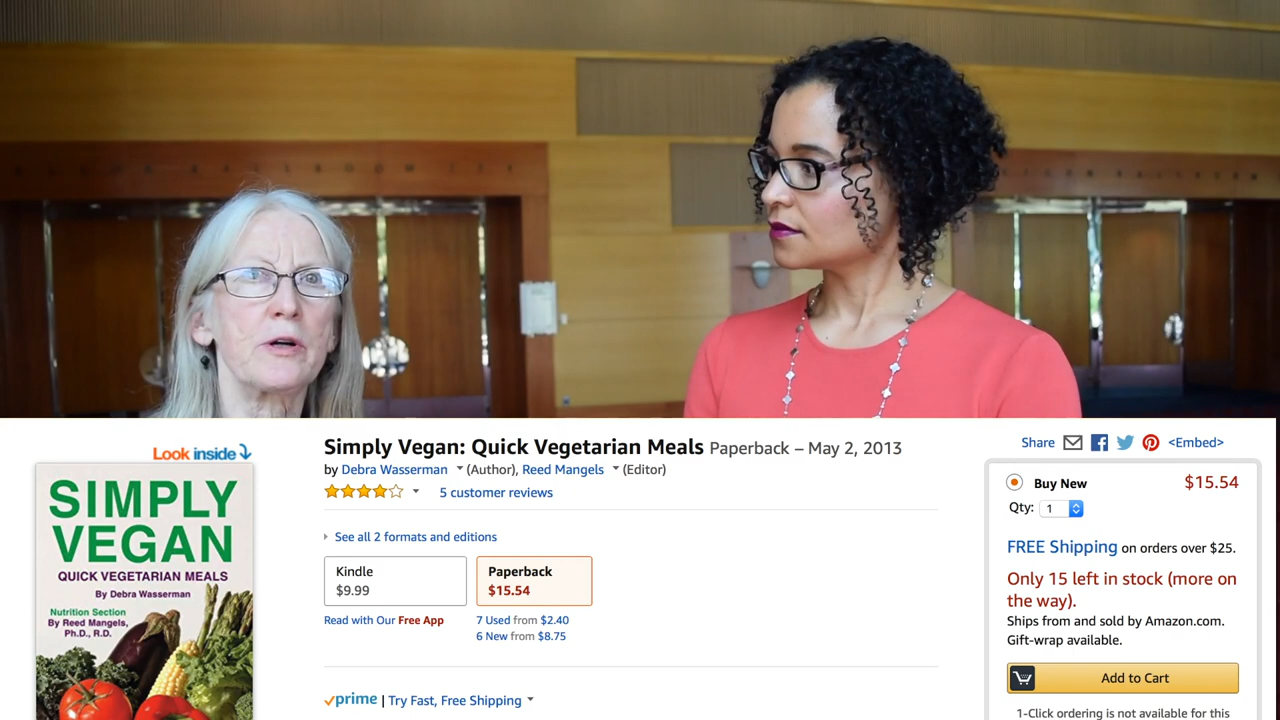 Look inside
SIMPLY
VEGAN
QUICK VEGETARIAN MEALS
By Debra Wasserman
Nutrition Section
By Reed Mangels,
Ph.D., R.D.
Simply Vegan: Quick Vegetarian Meals Paperback – May 2, 2013
by Debra Wasserman (Author), Reed Mangels (Editor)
5 customer reviews
See all 2 formats and editions
Kindle
$9.99
Read with Our Free App
Paperback
$15.54
7 Used from $2.40
6 New from $8.75
prime | Try Fast, Free Shipping
Share <Embed>
Buy New $15.54
Qty: 1
FREE Shipping on orders over $25.
Only 15 left in stock (more on
the way).
Ships from and sold by Amazon.com.
Gift-wrap available.
Add to Cart
1-Click ordering is not available for this